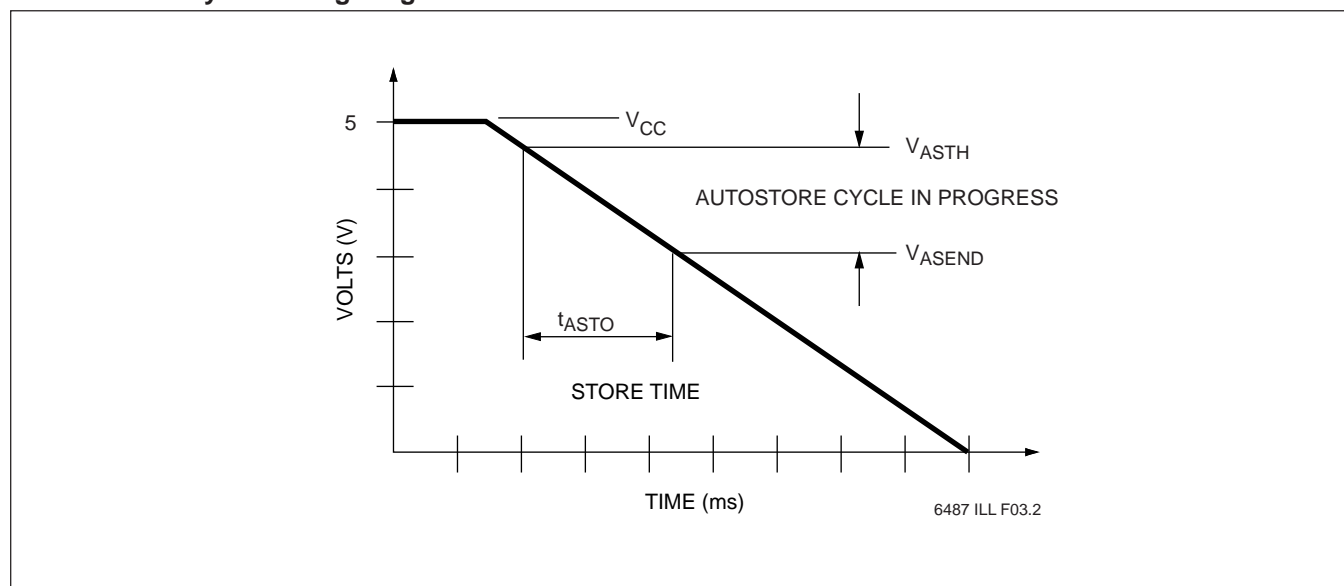 5
V_CC
V_ASTH
AUTOSTORE CYCLE IN PROGRESS
V_ASEND
VOLTS (V)
t_ASTO
STORE TIME
TIME (ms)
6487 ILL F03.2